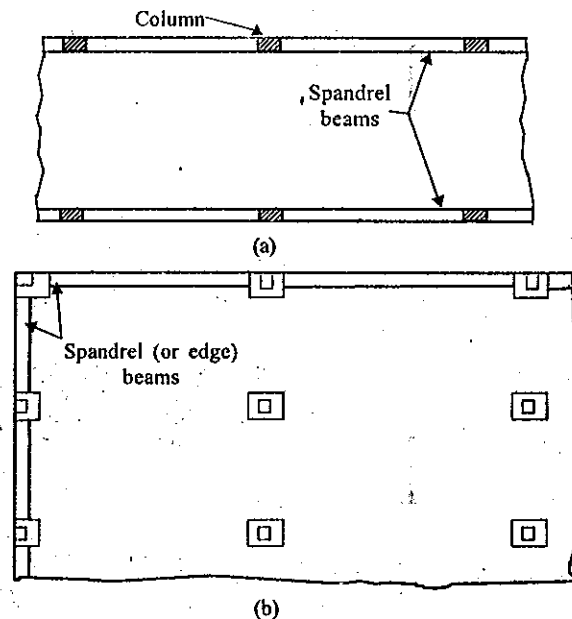 Column
Spandrel
beams
(a)
Spandrel (or edge)
beams
(b)